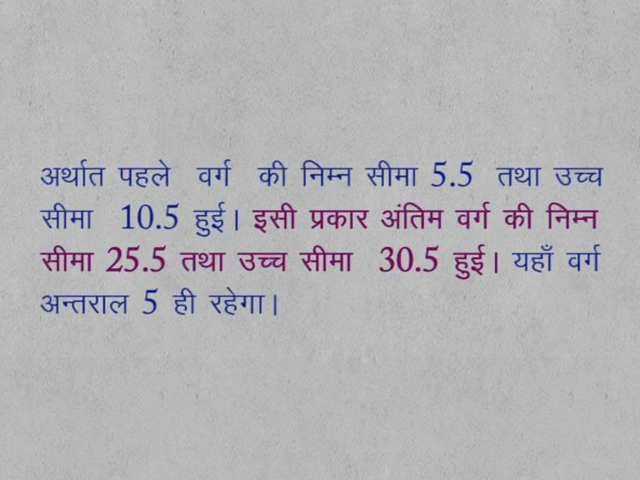 अर्थात पहले वर्ग की निम्न सीमा 5.5 तथा उच्च
सीमा 10.5 हुई। इसी प्रकार अंतिम वर्ग की निम्न
सीमा 25.5 तथा उच्च सीमा 30.5 हुई। यहाँ वर्ग
अन्तराल 5 ही रहेगा।